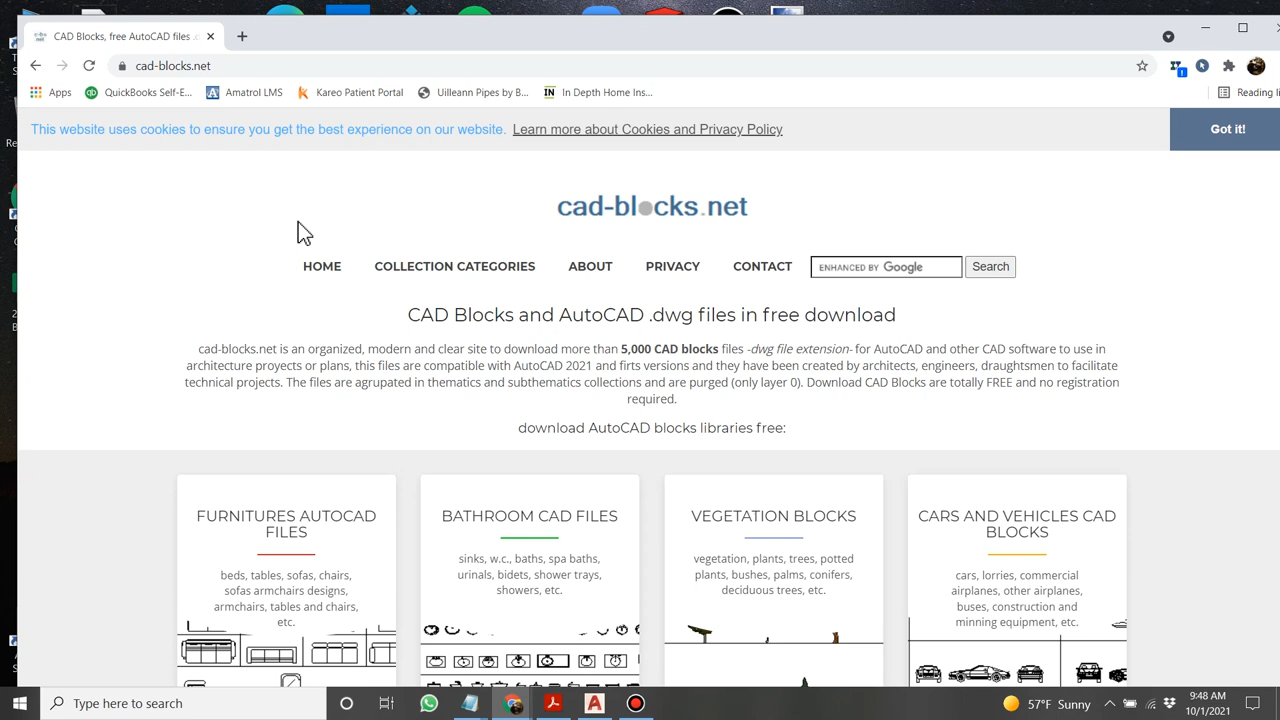 CAD Blocks, free AutoCAD files .c
cad-blocks.net
Apps QuickBooks Self-E... Amatrol LMS Kareo Patient Portal Uilleann Pipes by B... In Depth Home Ins... Reading li
This website uses cookies to ensure you get the best experience on our website. Learn more about Cookies and Privacy Policy Got it!
cad-blocks.net
HOME COLLECTION CATEGORIES ABOUT PRIVACY CONTACT ENHANCED BY Google Search
CAD Blocks and AutoCAD .dwg files in free download
cad-blocks.net is an organized, modern and clear site to download more than 5,000 CAD blocks files -dwg file extension- for AutoCAD and other CAD software to use in
architecture proyects or plans, this files are compatible with AutoCAD 2021 and firts versions and they have been created by architects, engineers, draughtsmen to facilitate
technical projects. The files are agrupated in thematics and subthematics collections and are purged (only layer 0). Download CAD Blocks are totally FREE and no registration
required.
download AutoCAD blocks libraries free:
FURNITURES AUTOCAD
FILES
beds, tables, sofas, chairs,
sofas armchairs designs,
armchairs, tables and chairs,
etc.
BATHROOM CAD FILES
sinks, w.c., baths, spa baths,
urinals, bidets, shower trays,
showers, etc.
VEGETATION BLOCKS
vegetation, plants, trees, potted
plants, bushes, palms, conifers,
deciduous trees, etc.
CARS AND VEHICLES CAD
BLOCKS
cars, lorries, commercial
airplanes, other airplanes,
buses, construction and
minning equipment, etc.
Type here to search
57°F Sunny
9:48 AM
10/1/2021